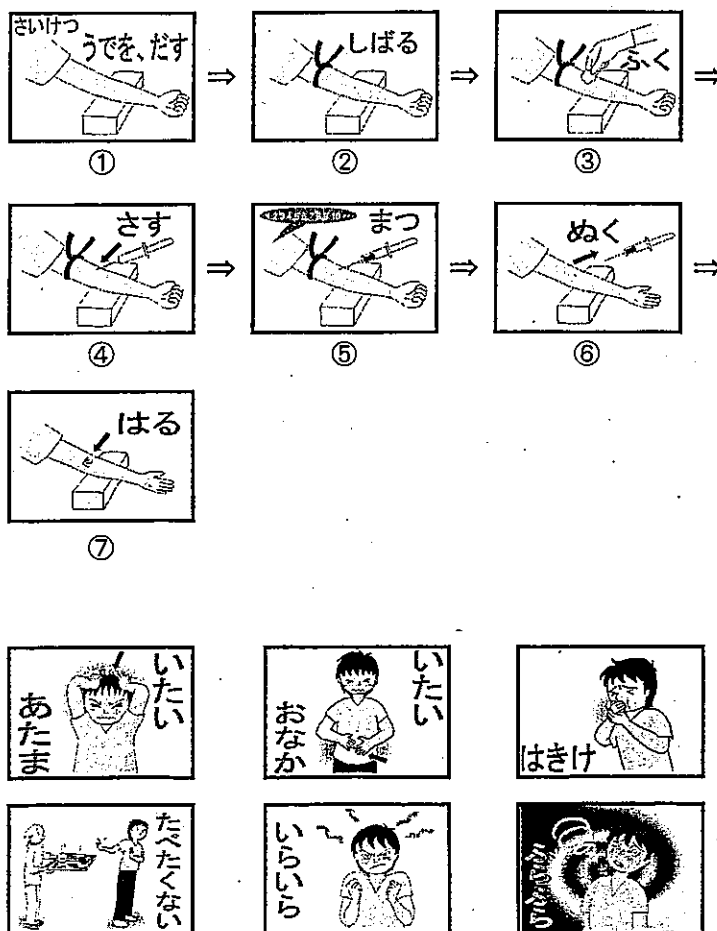 さいけつ
うでを、だす
⇒
しばる
⇒
ふく
⇒
①
②
③
さす
⇒
まつ
⇒
ぬく
⇒
④
⑤
⑥
はる
⑦
いたい
あたま
いたい
おなか
はきけ
たべたくない
いらいら